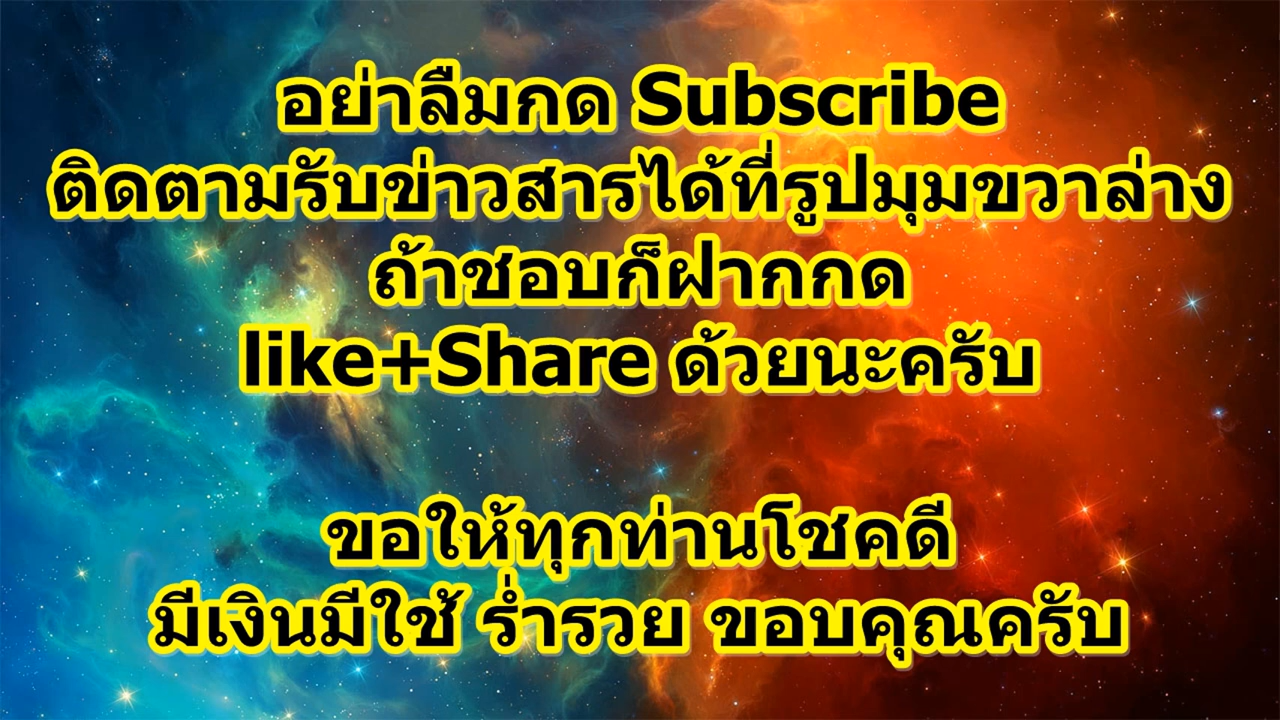 อย่าลืมกด Subscribe
ติดตามรับข่าวสารได้ที่รูปมุมขวาล่าง
ถ้าชอบก็ฝากกด
like+Share ด้วยนะครับ
ขอให้ทุกท่านโชคดี
มีเงินมีใช้ ร่ำรวย ขอบคุณครับ